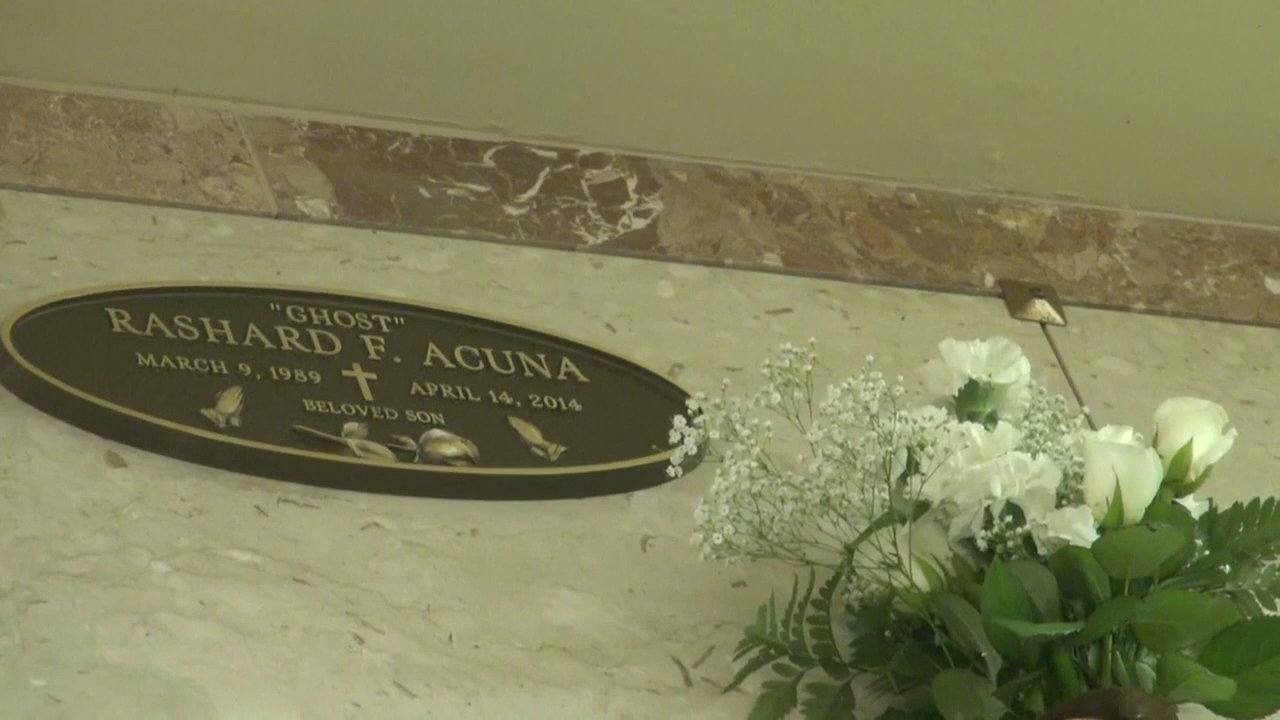 "GHOST"
RASHARD F. ACUNA
MARCH 9, 1989 APRIL 14, 2014
BELOVED SON